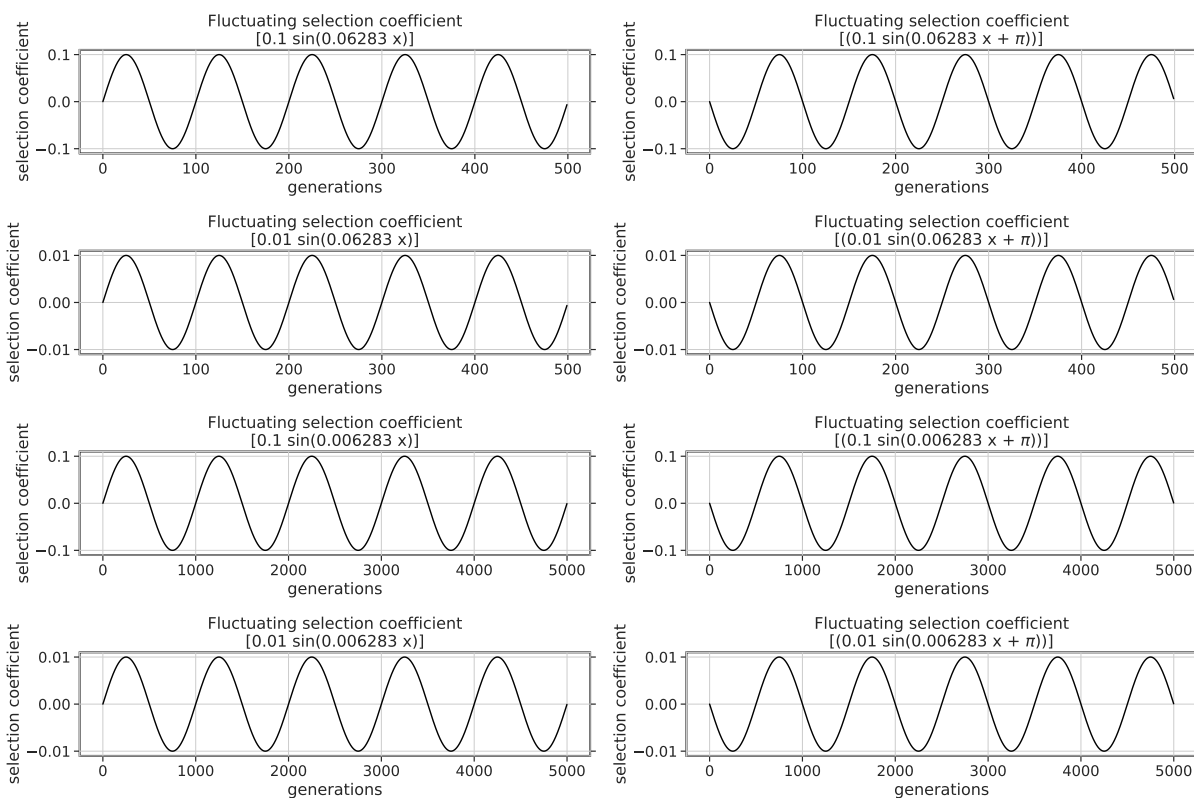 Fluctuating selection coefficient
[0.1 sin(0.06283 x)]
selection coefficient
0.1
0.0
−0.1
0 100 200 300 400 500
generations
Fluctuating selection coefficient
[(0.1 sin(0.06283 x + π))]
selection coefficient
0.1
0.0
−0.1
0 100 200 300 400 500
generations
Fluctuating selection coefficient
[0.01 sin(0.06283 x)]
selection coefficient
0.01
0.00
−0.01
0 100 200 300 400 500
generations
Fluctuating selection coefficient
[(0.01 sin(0.06283 x + π))]
selection coefficient
0.01
0.00
−0.01
0 100 200 300 400 500
generations
Fluctuating selection coefficient
[0.1 sin(0.006283 x)]
selection coefficient
0.1
0.0
−0.1
0 1000 2000 3000 4000 5000
generations
Fluctuating selection coefficient
[(0.1 sin(0.006283 x + π))]
selection coefficient
0.1
0.0
−0.1
0 1000 2000 3000 4000 5000
generations
Fluctuating selection coefficient
[0.01 sin(0.006283 x)]
selection coefficient
0.01
0.00
−0.01
0 1000 2000 3000 4000 5000
generations
Fluctuating selection coefficient
[(0.01 sin(0.006283 x + π))]
selection coefficient
0.01
0.00
−0.01
0 1000 2000 3000 4000 5000
generations